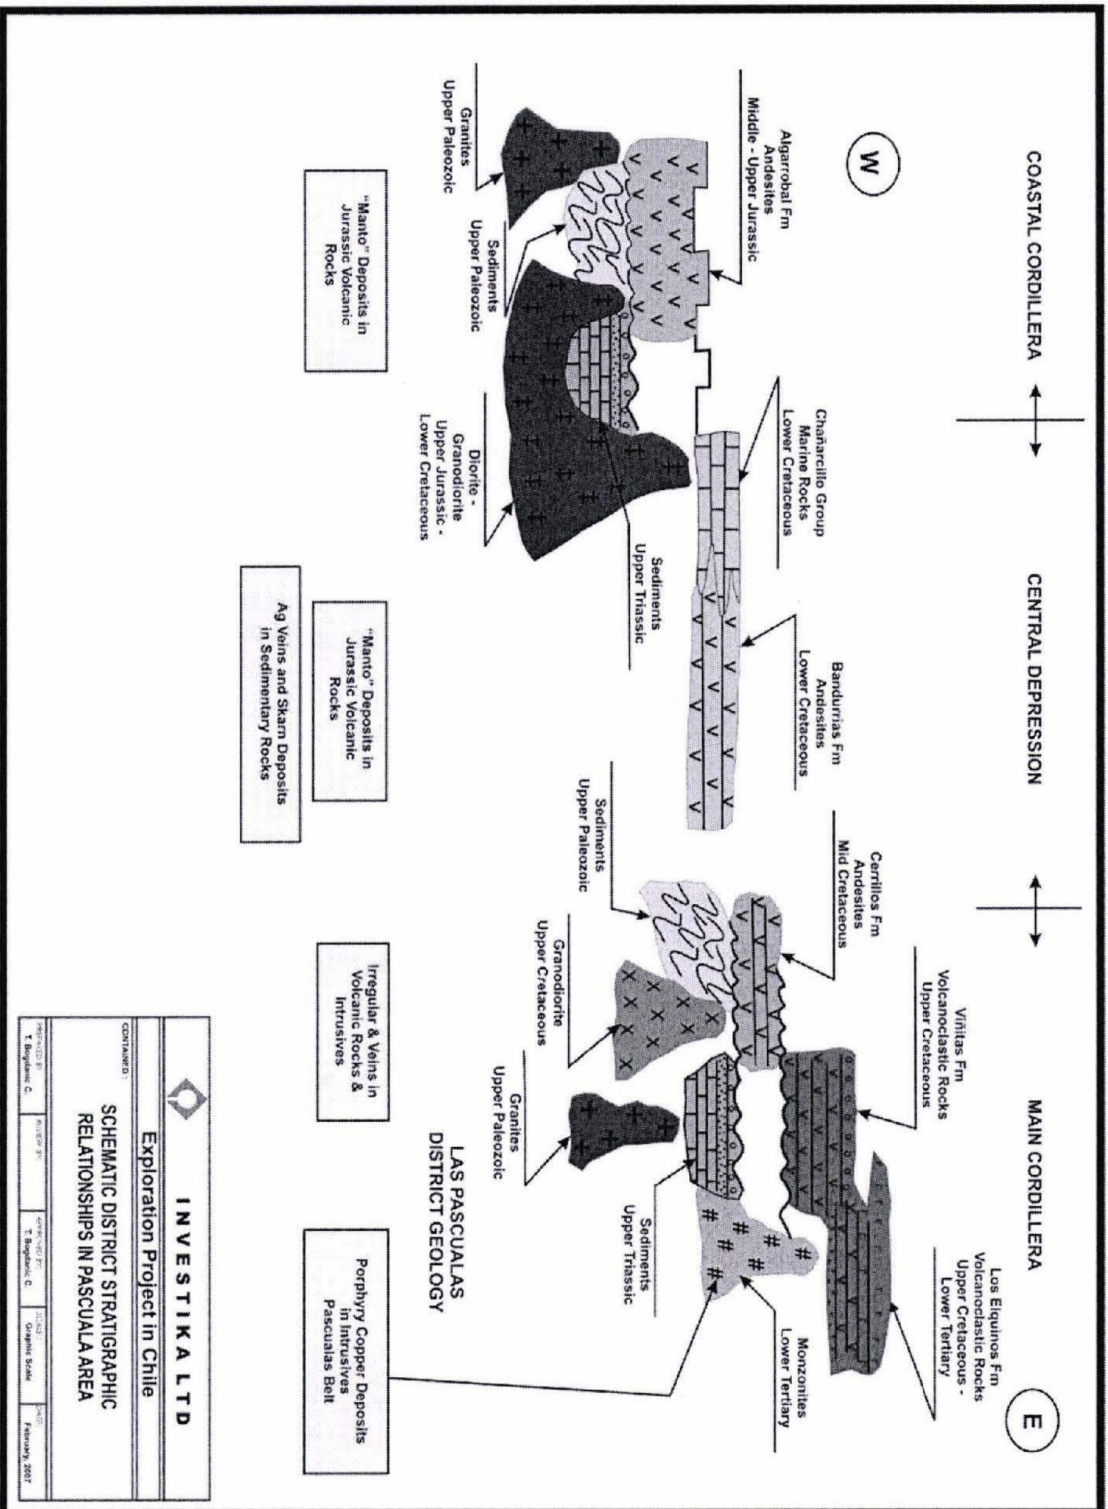 COASTAL CORDILLERA
CENTRAL DEPRESSION
MAIN CORDILLERA
W
E
Algarrobal Fm
Andesites
Middle - Upper Jurassic
Chañarcillo Group
Marine Rocks
Lower Cretaceous
Bandurrias Fm
Andesites
Lower Cretaceous
Cerrillos Fm
Andesites
Mid Cretaceous
Viñitas Fm
Volcanoclastic Rocks
Upper Cretaceous
Los Elquinos Fm
Volcanoclastic Rocks
Upper Cretaceous -
Lower Tertiary
Granites
Upper Paleozoic
Sediments
Upper Paleozoic
Diorite -
Granodiorite
Upper Jurassic -
Lower Cretaceous
Sediments
Upper Triassic
Sediments
Upper Paleozoic
Granodiorite
Upper Cretaceous
Granites
Upper Paleozoic
Sediments
Upper Triassic
Monzonites
Lower Tertiary
LAS PASCUALAS
DISTRICT GEOLOGY
"Manto" Deposits in
Jurassic Volcanic
Rocks
"Manto" Deposits in
Jurassic Volcanic
Rocks
Ag Veins and Skarn Deposits
in Sedimentary Rocks
Irregular & Veins in
Volcanic Rocks &
Intrusives
Porphyry Copper Deposits
in Intrusives
Pascualas Belt
INVESTIKA LTD
Exploration Project in Chile
CONTAINED :
SCHEMATIC DISTRICT STRATIGRAPHIC
RELATIONSHIPS IN PASCUALA AREA
PREPARED BY
T. Bogdanic C.
T. Bogdanic C.
Graphic Scale
February, 2007